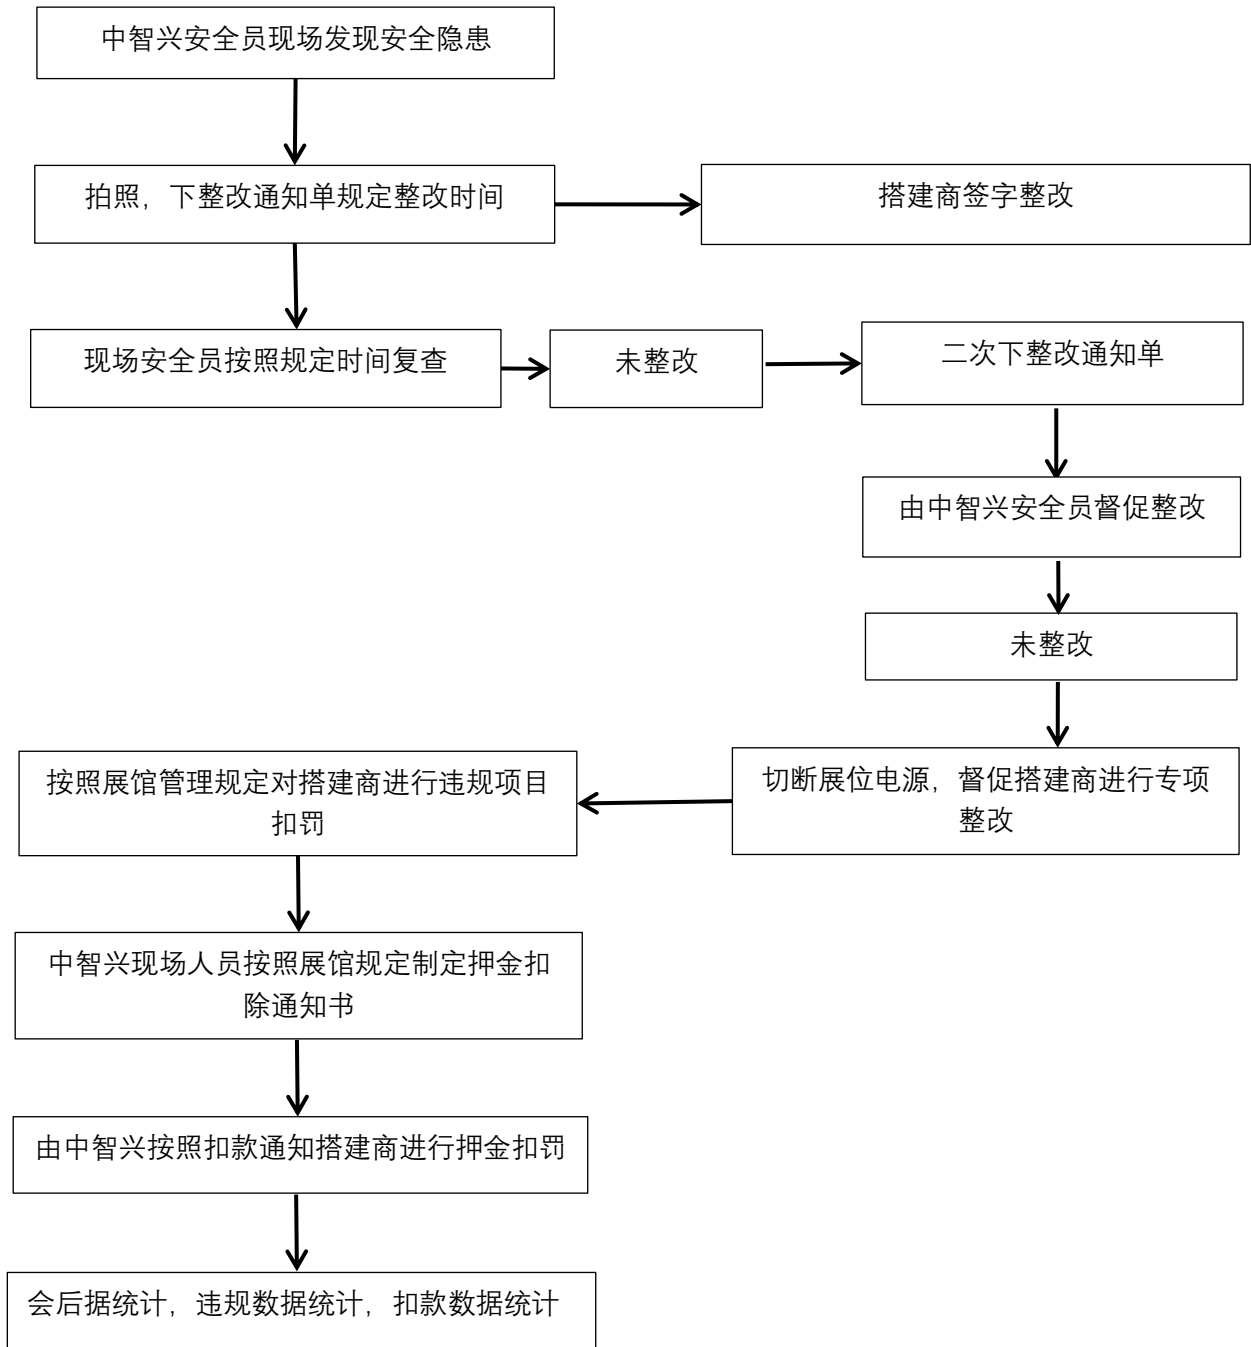 中智兴安全员现场发现安全隐患
拍照，下整改通知单规定整改时间
搭建商签字整改
现场安全员按照规定时间复查
未整改
二次下整改通知单
由中智兴安全员督促整改
未整改
切断展位电源，督促搭建商进行专项
整改
按照展馆管理规定对搭建商进行违规项目
扣罚
中智兴现场人员按照展馆规定制定押金扣
除通知书
由中智兴按照扣款通知搭建商进行押金扣罚
会后据统计，违规数据统计，扣款数据统计